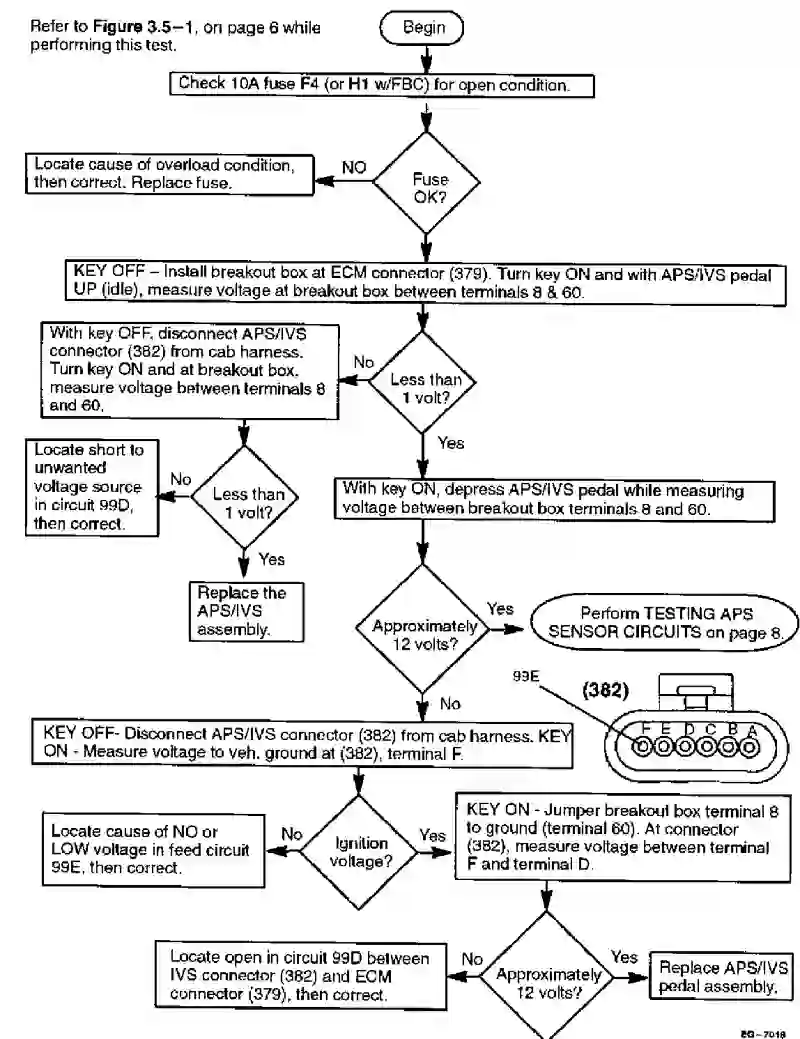 Refer to Figure 3.5–1, on page 6 while
performing this test.
Begin
Check 10A fuse F4 (or H1 w/FBC) for open condition.
Fuse
OK?
NO
Locate cause of overload condition,
then correct. Replace fuse.
KEY OFF – Install breakout box at ECM connector (379). Turn key ON and with APS/IVS pedal
UP (idle), measure voltage at breakout box between terminals 8 & 60.
Less than
1 volt?
No
With key OFF, disconnect APS/IVS
connector (382) from cab harness.
Turn key ON and at breakout box,
measure voltage between terminals 8
and 60.
Less than
1 volt?
No
Locate short to
unwanted
voltage source
in circuit 99D,
then correct.
Yes
Replace the
APS/IVS
assembly.
Yes
With key ON, depress APS/IVS pedal while measuring
voltage between breakout box terminals 8 and 60.
Approximately
12 volts?
Yes
Perform TESTING APS
SENSOR CIRCUITS on page 8.
No
99E
(382)
F E D C B A
KEY OFF- Disconnect APS/IVS connector (382) from cab harness. KEY
ON - Measure voltage to veh. ground at (382), terminal F.
Ignition
voltage?
No
Locate cause of NO or
LOW voltage in feed circuit
99E, then correct.
Yes
KEY ON - Jumper breakout box terminal 8
to ground (terminal 60). At connector
(382), measure voltage between terminal
F and terminal D.
Approximately
12 volts?
No
Locate open in circuit 99D between
IVS connector (382) and ECM
connector (379), then correct.
Yes
Replace APS/IVS
pedal assembly.
EG–7018